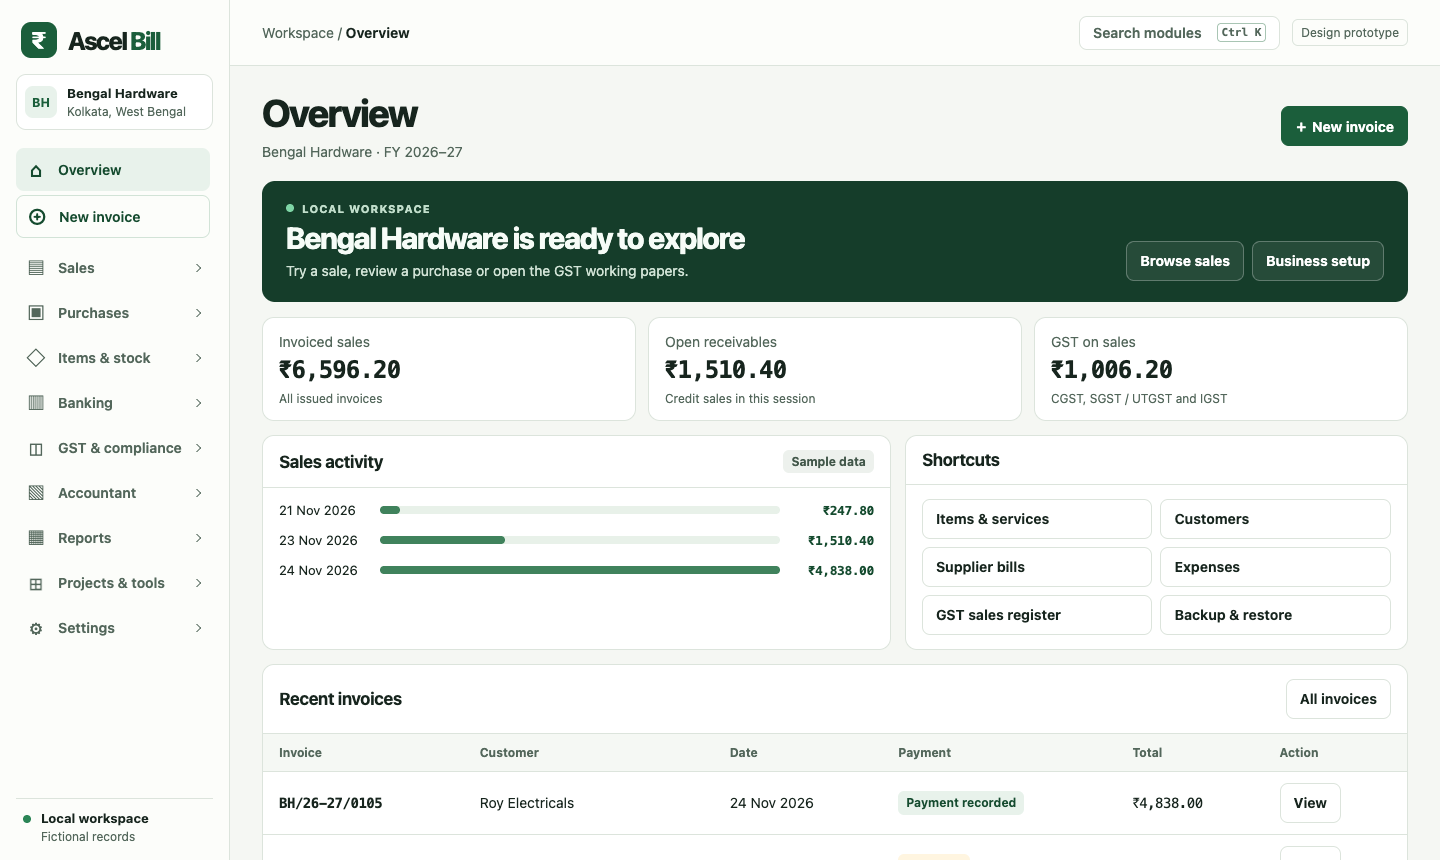 ₹ Ascel Bill
BH
Bengal Hardware
Kolkata, West Bengal
Overview
New invoice
Sales
Purchases
Items & stock
Banking
GST & compliance
Accountant
Reports
Projects & tools
Settings
Local workspace
Fictional records
Workspace / Overview
Search modules Ctrl K
Design prototype
Overview
Bengal Hardware · FY 2026–27
+ New invoice
LOCAL WORKSPACE
Bengal Hardware is ready to explore
Try a sale, review a purchase or open the GST working papers.
Browse sales
Business setup
Invoiced sales
₹6,596.20
All issued invoices
Open receivables
₹1,510.40
Credit sales in this session
GST on sales
₹1,006.20
CGST, SGST / UTGST and IGST
Sales activity
Sample data
21 Nov 2026 ₹247.80
23 Nov 2026 ₹1,510.40
24 Nov 2026 ₹4,838.00
Shortcuts
Items & services
Customers
Supplier bills
Expenses
GST sales register
Backup & restore
Recent invoices
All invoices
Invoice Customer Date Payment Total Action
BH/26–27/0105 Roy Electricals 24 Nov 2026 Payment recorded ₹4,838.00 View